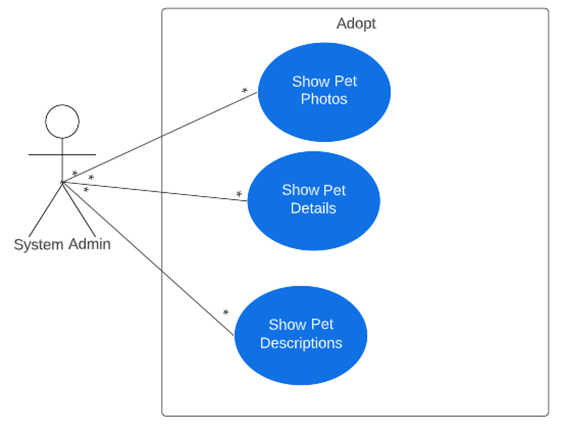 Adopt
Show Pet
Photos
*
*
*
*
*
Show Pet
Details
*
System Admin
Show Pet
Descriptions